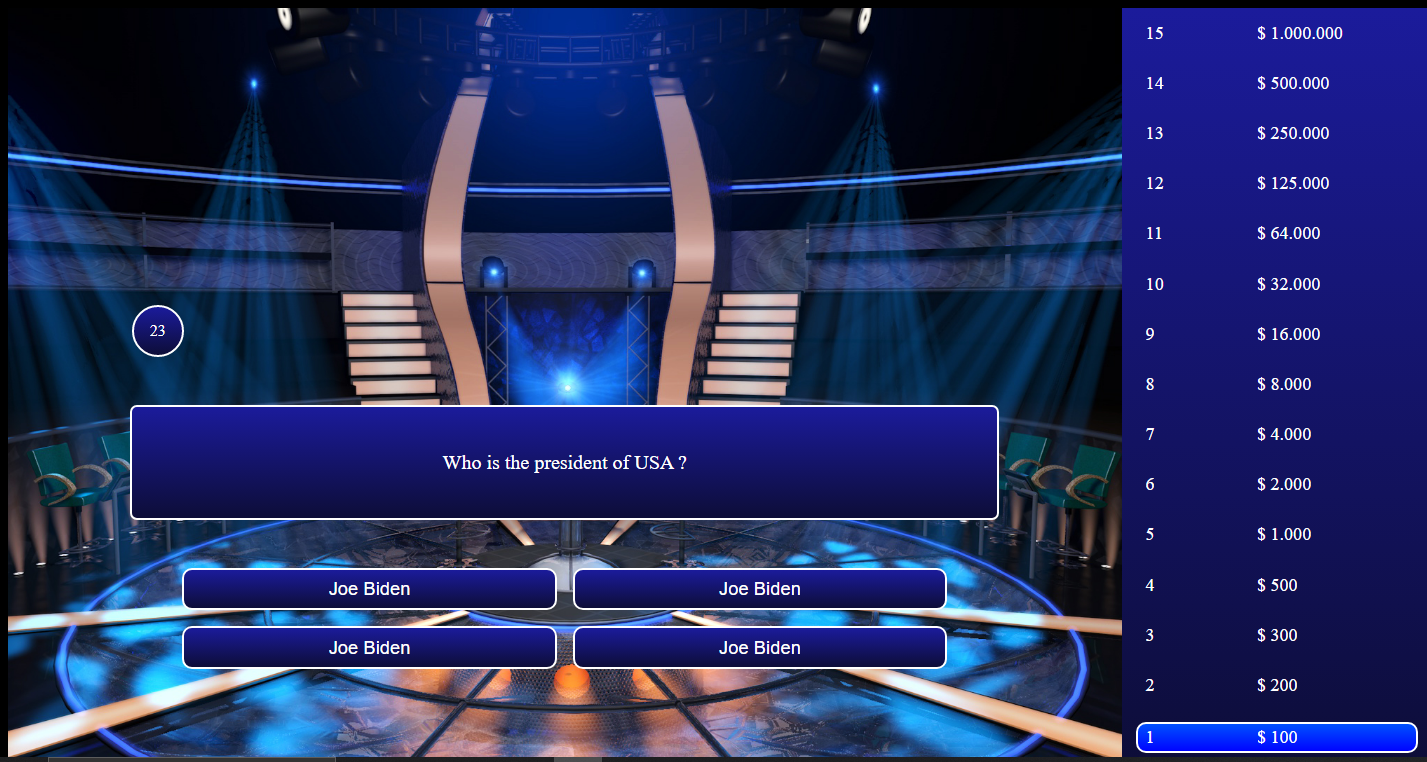 23
Who is the president of USA ?
Joe Biden
Joe Biden
Joe Biden
Joe Biden
15 $ 1.000.000
14 $ 500.000
13 $ 250.000
12 $ 125.000
11 $ 64.000
10 $ 32.000
9 $ 16.000
8 $ 8.000
7 $ 4.000
6 $ 2.000
5 $ 1.000
4 $ 500
3 $ 300
2 $ 200
1 $ 100